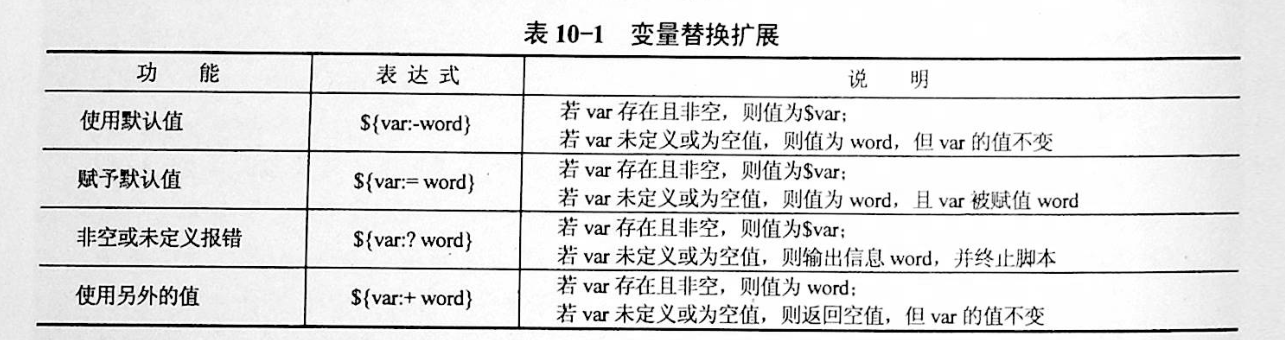 表 10-1 变量替换扩展
功 能 表 达 式 说 明
使用默认值 ${var:-word} 若 var 存在且非空，则值为$var;
若 var 未定义或为空值，则值为 word，但 var 的值不变
赋予默认值 ${var:= word} 若 var 存在且非空，则值为$var;
若 var 未定义或为空值，则值为 word，且 var 被赋值 word
非空或未定义报错 ${var:? word} 若 var 存在且非空，则值为$var;
若 var 未定义或为空值，则输出信息 word，并终止脚本
使用另外的值 ${var:+ word} 若 var 存在且非空，则值为 word;
若 var 未定义或为空值，则返回空值，但 var 的值不变